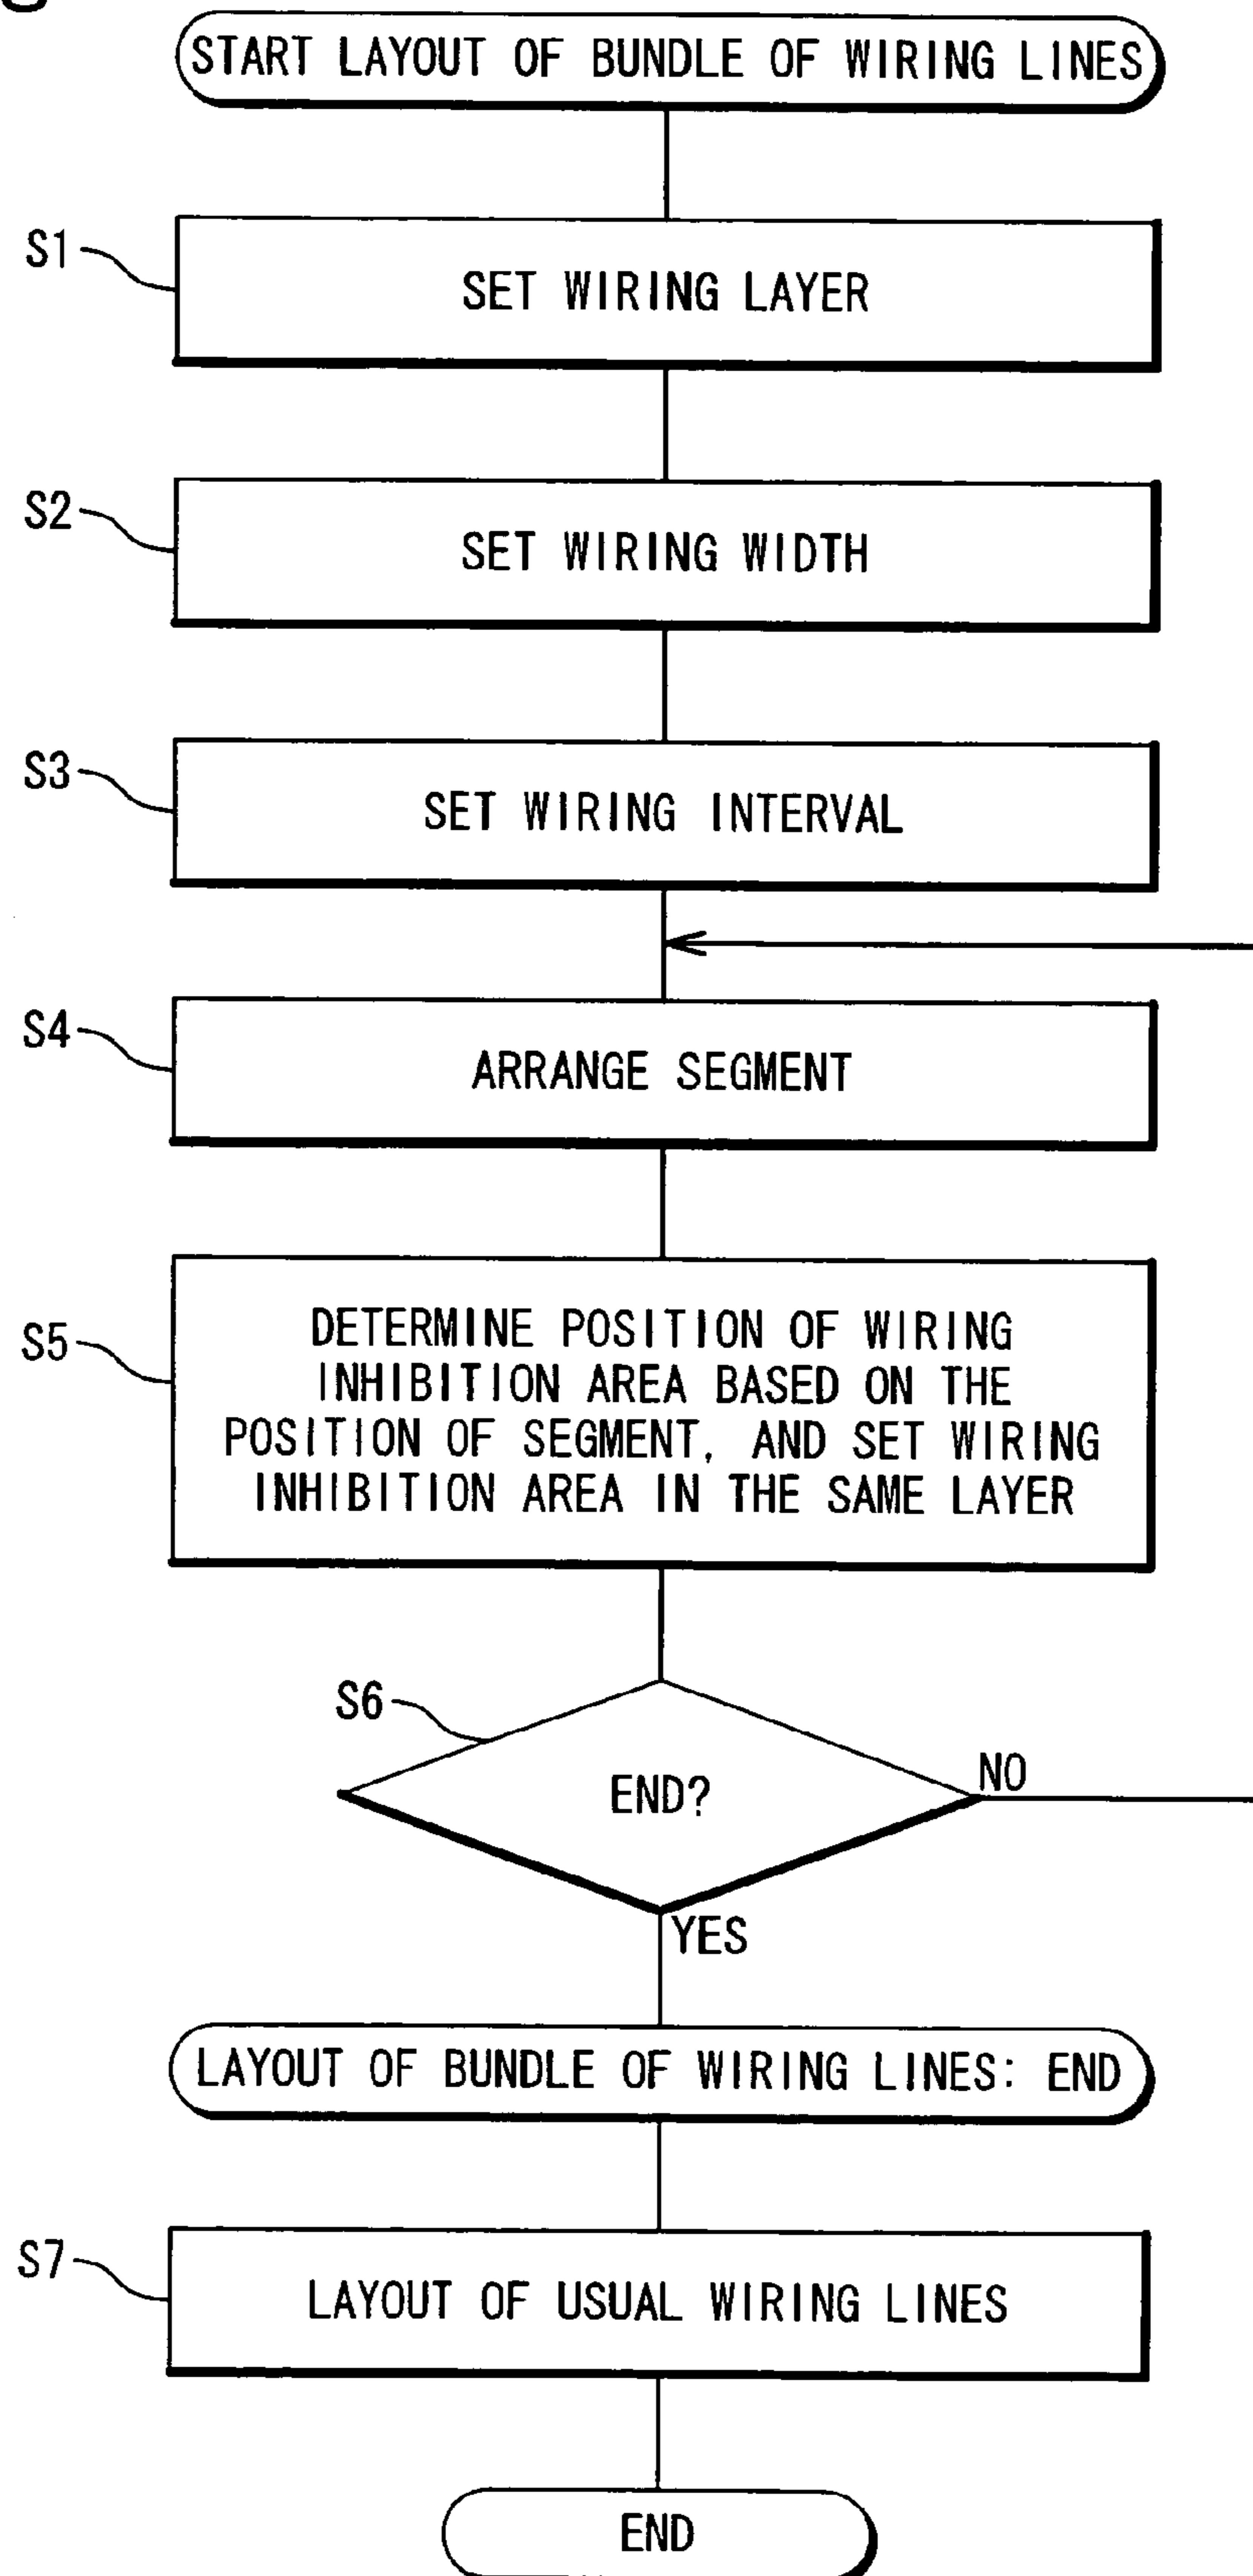 START LAYOUT OF BUNDLE OF WIRING LINES
S1
SET WIRING LAYER
S2
SET WIRING WIDTH
S3
SET WIRING INTERVAL
S4
ARRANGE SEGMENT
S5
DETERMINE POSITION OF WIRING
INHIBITION AREA BASED ON THE
POSITION OF SEGMENT, AND SET WIRING
INHIBITION AREA IN THE SAME LAYER
S6
END?
NO
YES
LAYOUT OF BUNDLE OF WIRING LINES: END
S7
LAYOUT OF USUAL WIRING LINES
END